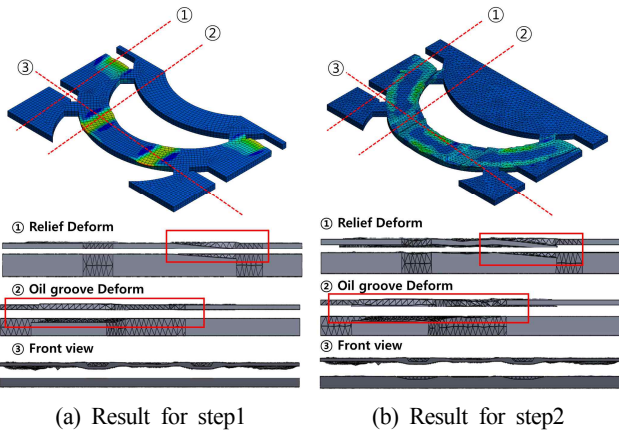 ①
②
③
① Relief Deform
② Oil groove Deform
③ Front view
(a) Result for step1
①
②
③
① Relief Deform
② Oil groove Deform
③ Front view
(b) Result for step2